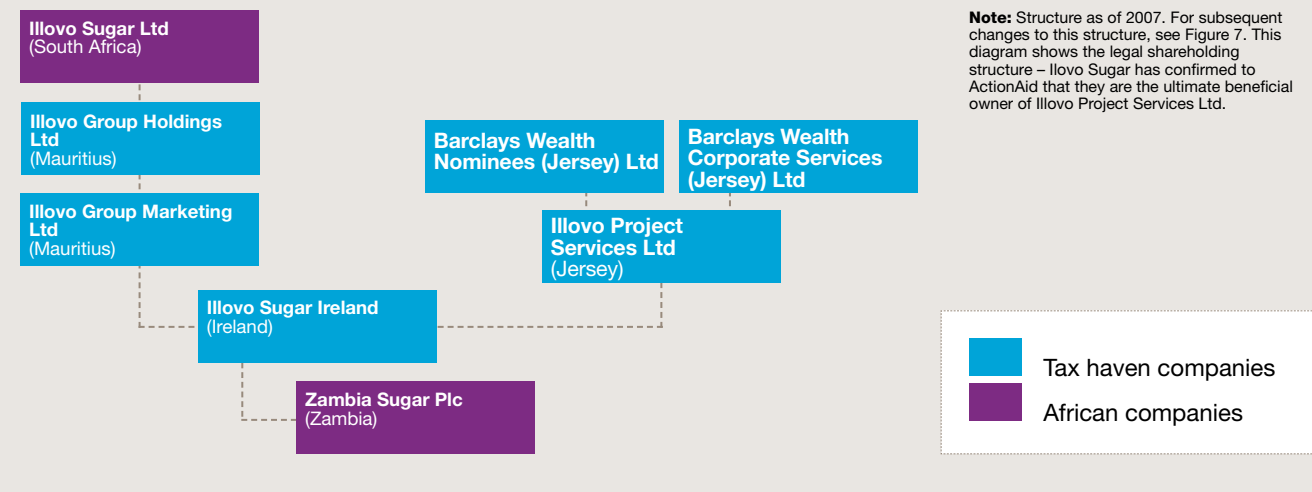 Illovo Sugar Ltd
(South Africa)
Illovo Group Holdings
Ltd
(Mauritius)
Illovo Group Marketing
Ltd
(Mauritius)
Barclays Wealth
Nominees (Jersey) Ltd
Barclays Wealth
Corporate Services
(Jersey) Ltd
Illovo Project
Services Ltd
(Jersey)
Illovo Sugar Ireland
(Ireland)
Zambia Sugar Plc
(Zambia)
Note: Structure as of 2007. For subsequent
changes to this structure, see Figure 7. This
diagram shows the legal shareholding
structure – Ilovo Sugar has confirmed to
ActionAid that they are the ultimate beneficial
owner of Illovo Project Services Ltd.
Tax haven companies
African companies